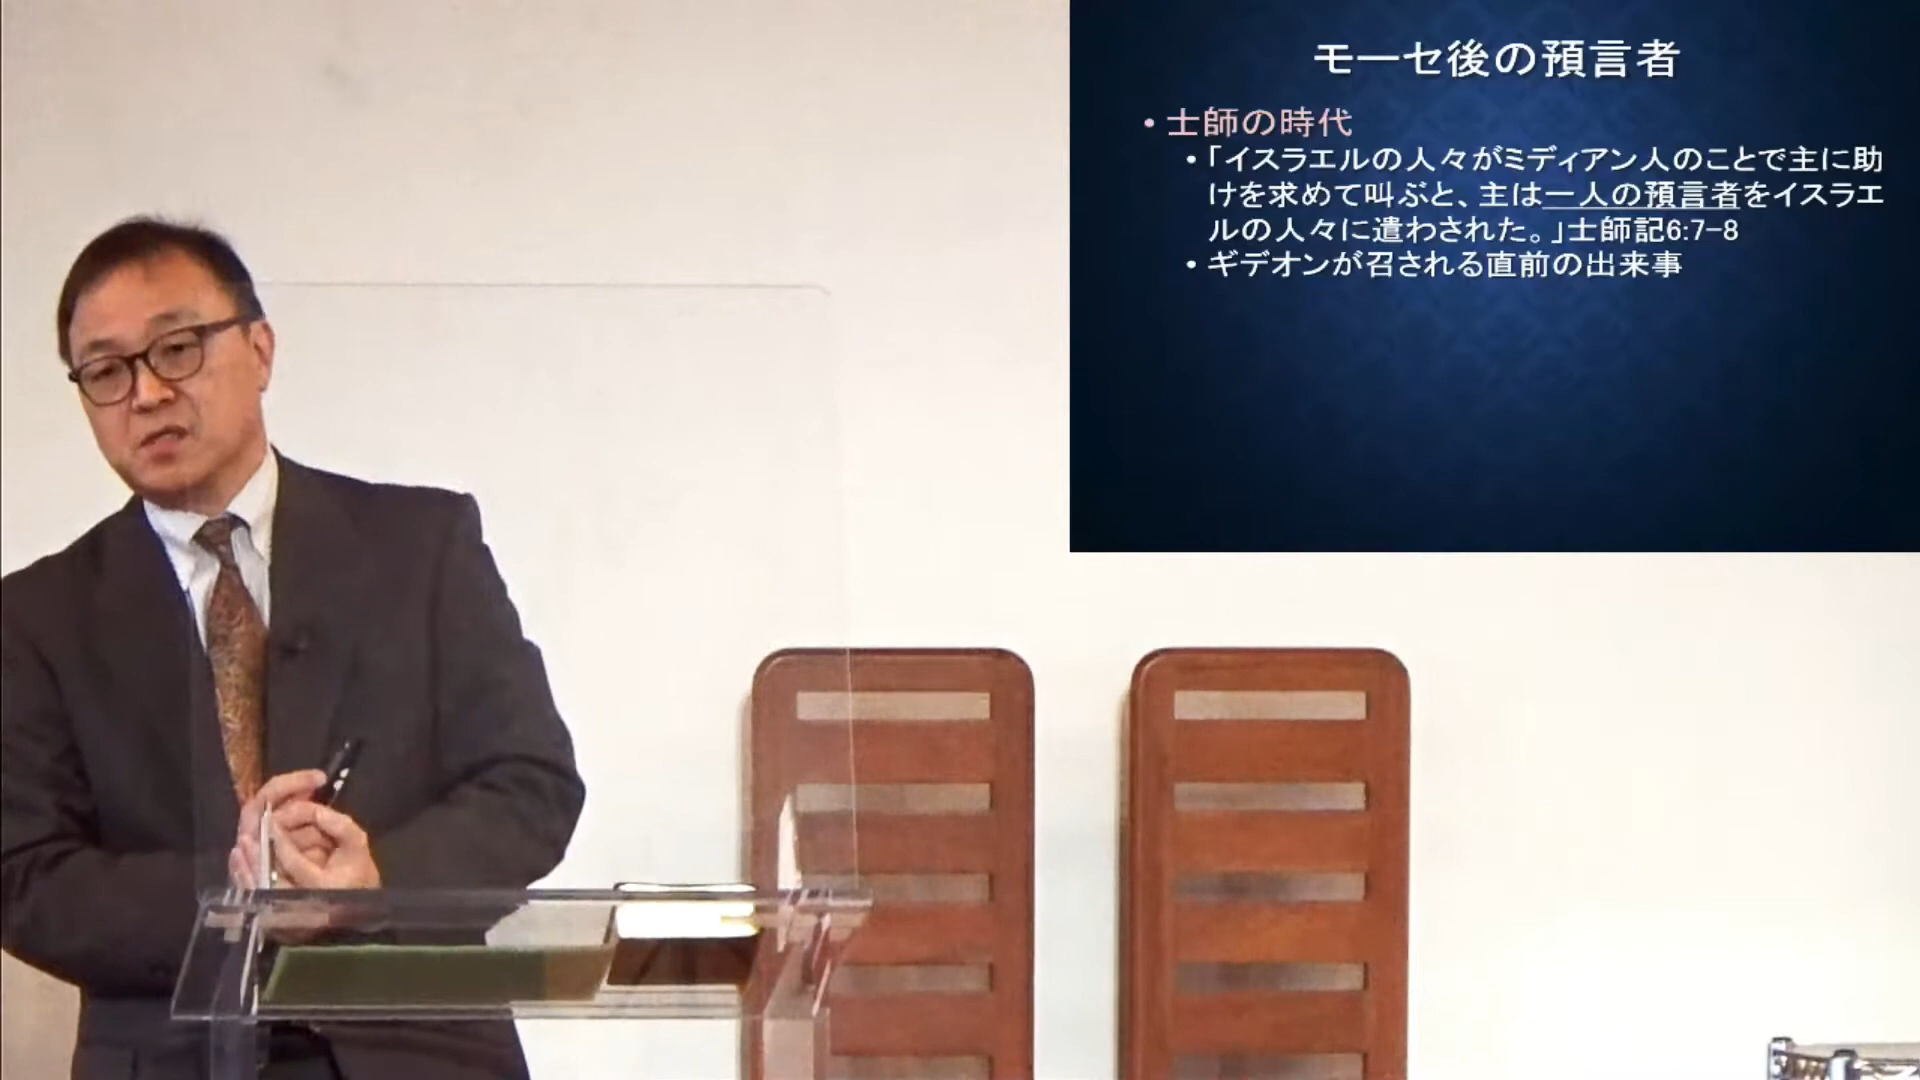 モーセ後の預言者
• 士師の時代
• 「イスラエルの人々がミディアン人のことで主に助
けを求めて叫ぶと、主は一人の預言者をイスラエ
ルの人々に遣わされた。」士師記6:7-8
• ギデオンが召される直前の出来事